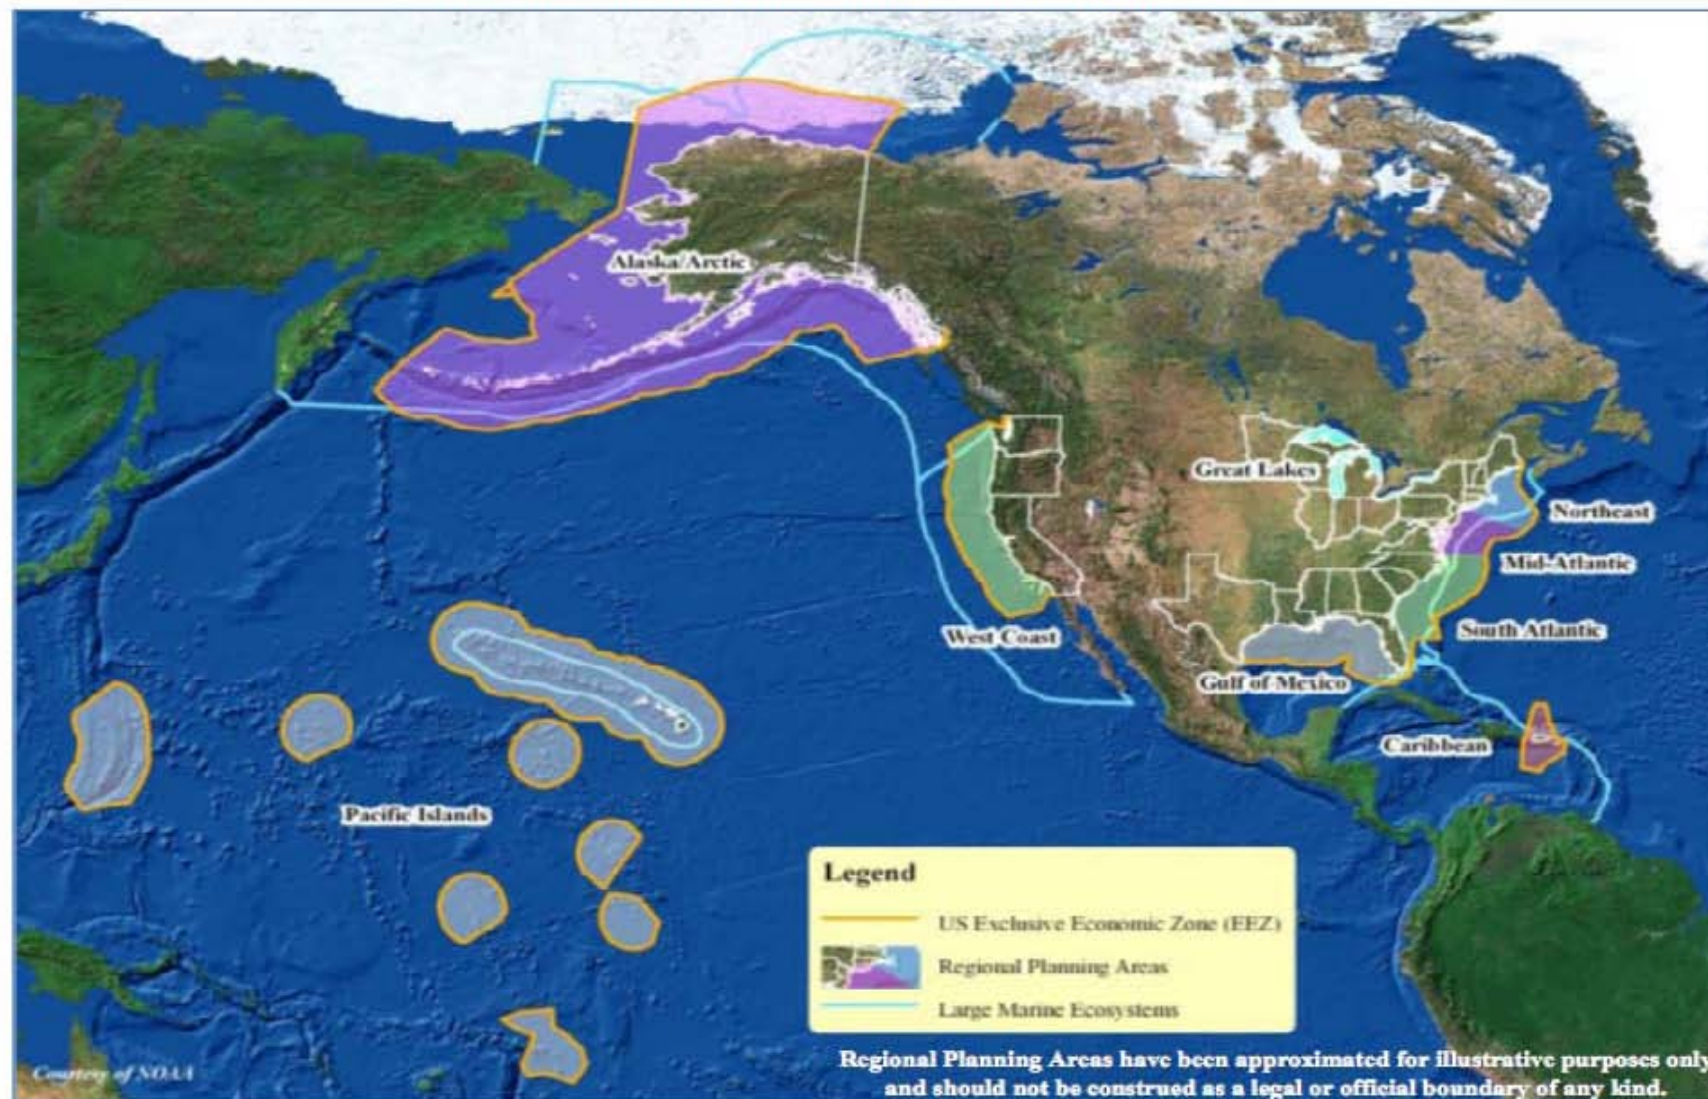 Alaska/Arctic
Great Lakes
Northeast
Mid-Atlantic
South Atlantic
West Coast
Gulf of Mexico
Caribbean
Pacific Islands
Legend
US Exclusive Economic Zone (EEZ)
Regional Planning Areas
Large Marine Ecosystems
Courtesy of NOAA
Regional Planning Areas have been approximated for illustrative purposes only
and should not be construed as a legal or official boundary of any kind.